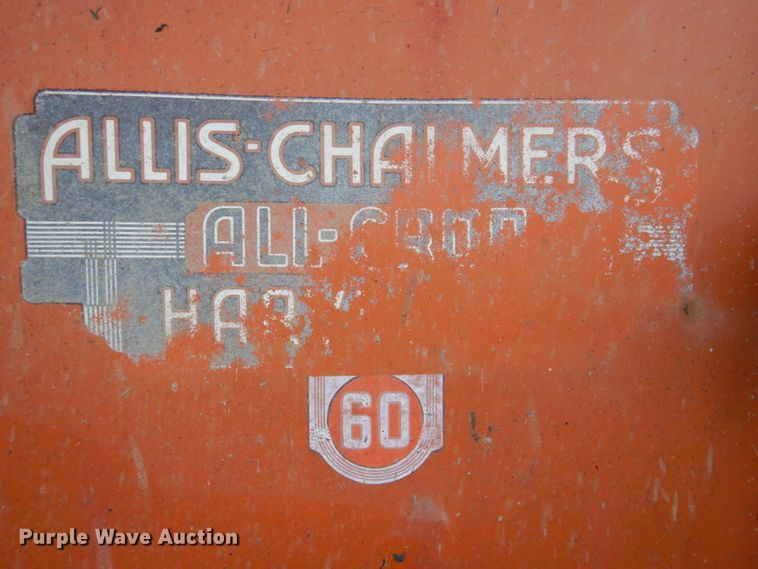 ALLIS-CHALMERS
ALL-CROP
60
Purple Wave Auction